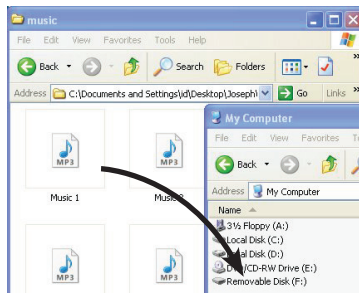 music
File Edit View Favorites Tools Help
Back Search Folders
Address C:\Documents and Settings\jd\Desktop\Joseph\ Go Links
MP3 MP3
Music 1
MP3 MP3
My Computer
File Edit View Favorites
Back
Address My Computer
Name
3½ Floppy (A:)
Local Disk (C:)
Disk (D:)
/CD-RW Drive (E:)
Removable Disk (F:)